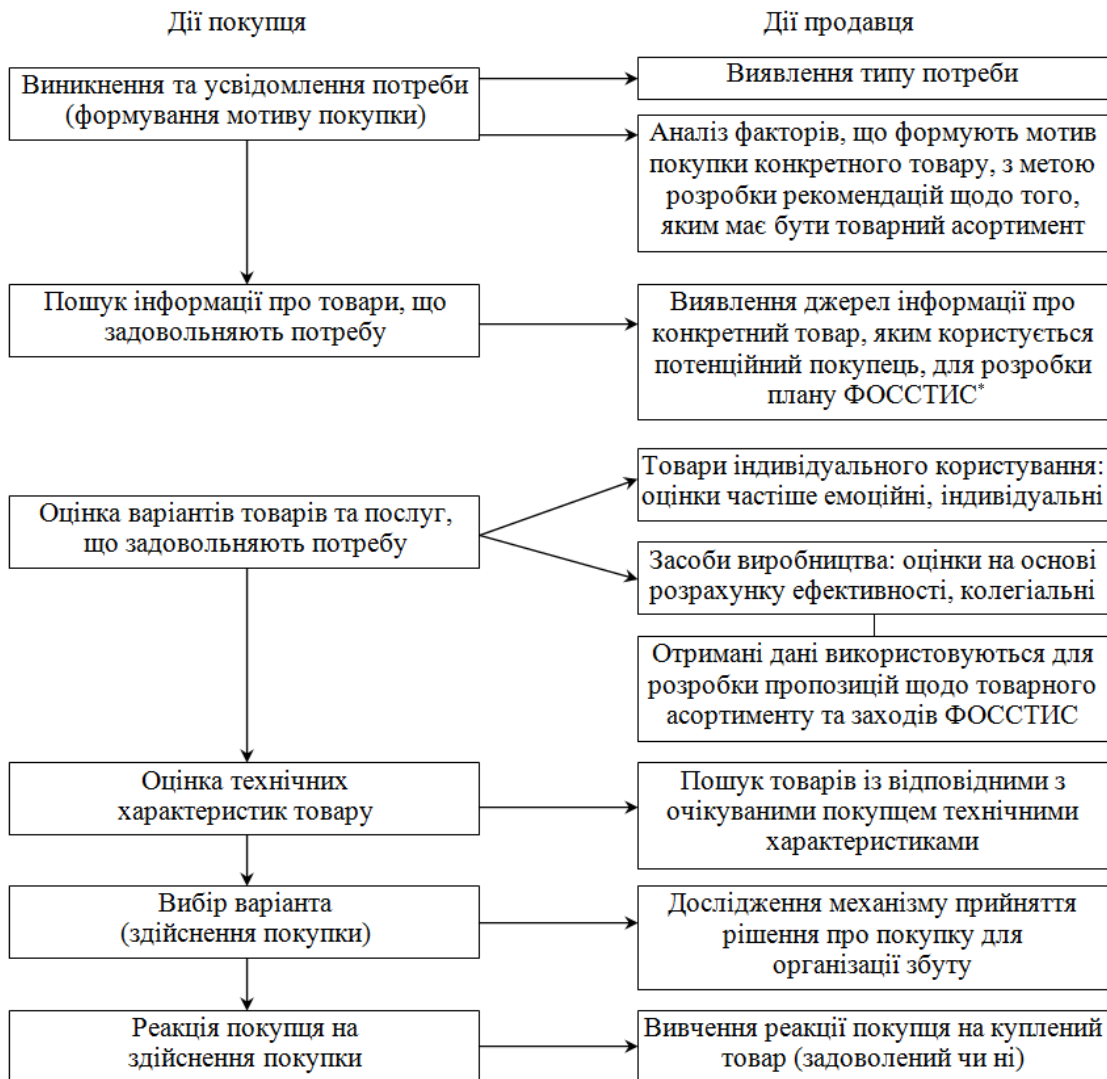 Дії покупця
Дії продавця
Виникнення та усвідомлення потреби
(формування мотиву покупки)
Виявлення типу потреби
Аналіз факторів, що формують мотив
покупки конкретного товару, з метою
розробки рекомендацій щодо того,
яким має бути товарний асортимент
Пошук інформації про товари, що
задовольняють потребу
Виявлення джерел інформації про
конкретний товар, яким користується
потенційний покупець, для розробки
плану ФОССТИС*
Оцінка варіантів товарів та послуг,
що задовольняють потребу
Товари індивідуального користування:
оцінки частіше емоційні, індивідуальні
Засоби виробництва: оцінки на основі
розрахунку ефективності, колегіальні
Отримані дані використовуються для
розробки пропозицій щодо товарного
асортименту та заходів ФОССТИС
Оцінка технічних
характеристик товару
Пошук товарів із відповідними з
очікуваними покупцем технічними
характеристиками
Вибір варіанта
(здійснення покупки)
Дослідження механізму прийняття
рішення про покупку для
організації збуту
Реакція покупця на
здійснення покупки
Вивчення реакції покупця на куплений
товар (задоволений чи ні)